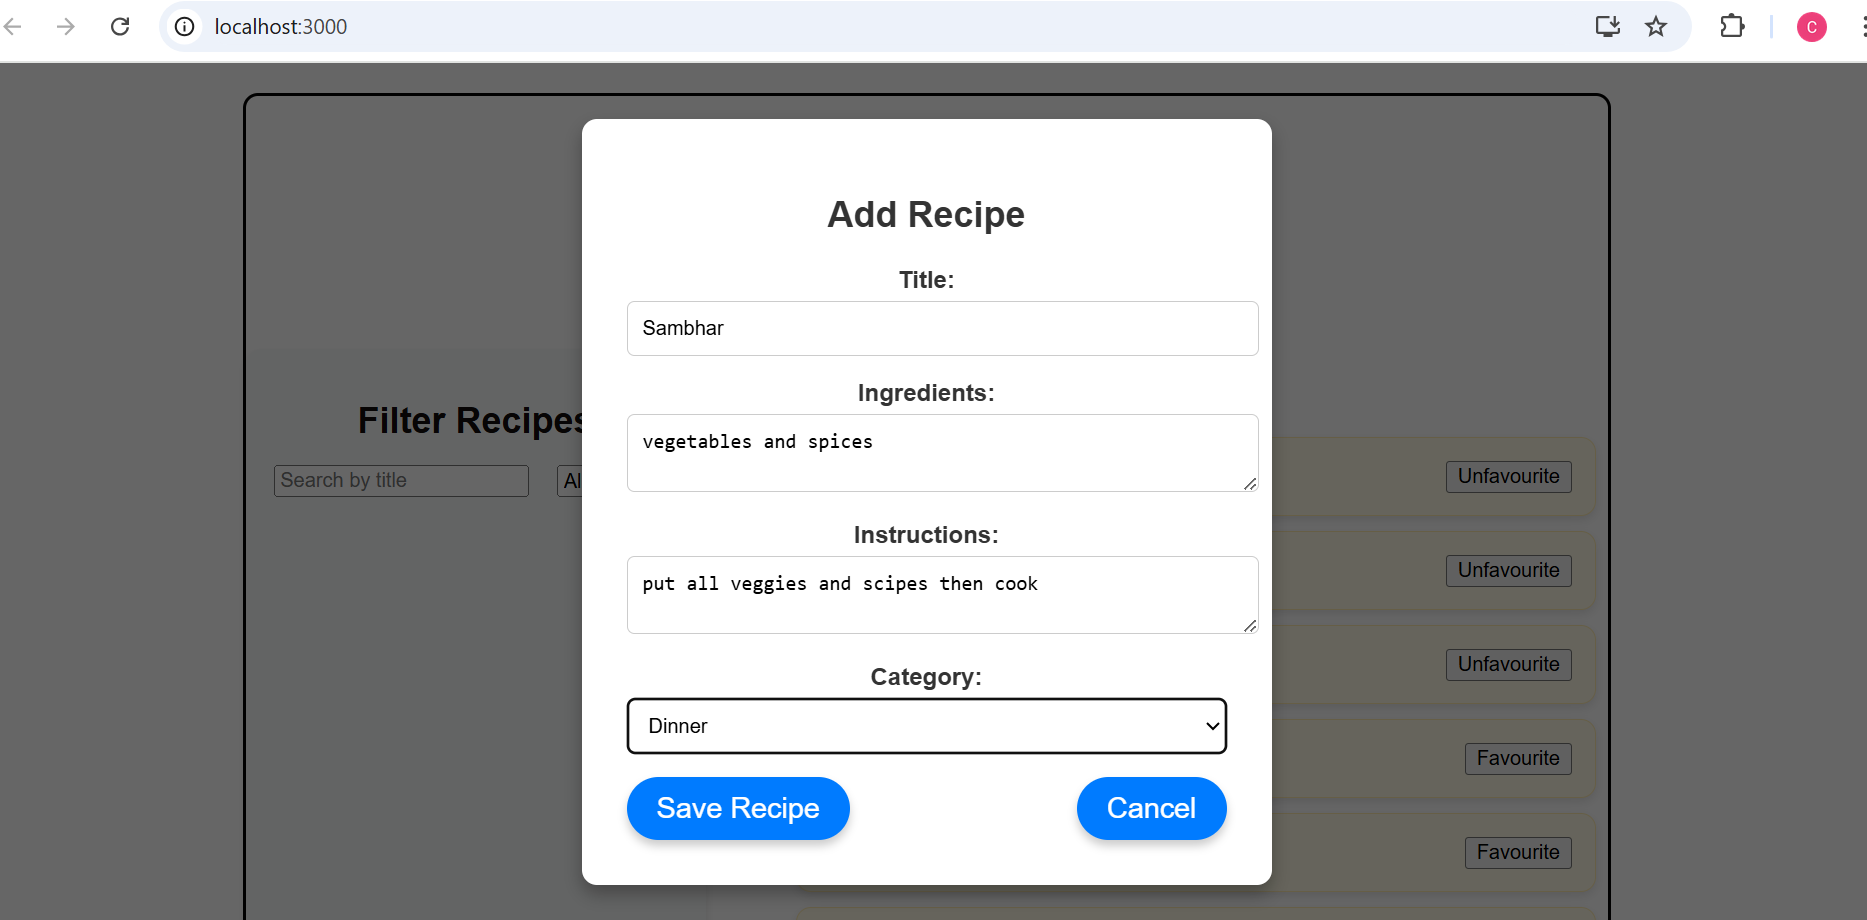 localhost:3000
C
Add Recipe
Title:
Sambhar
Ingredients:
vegetables and spices
Instructions:
put all veggies and scipes then cook
Category:
Dinner
Save Recipe
Cancel
Filter Recipes
Search by title
Al
Unfavourite
Unfavourite
Unfavourite
Favourite
Favourite